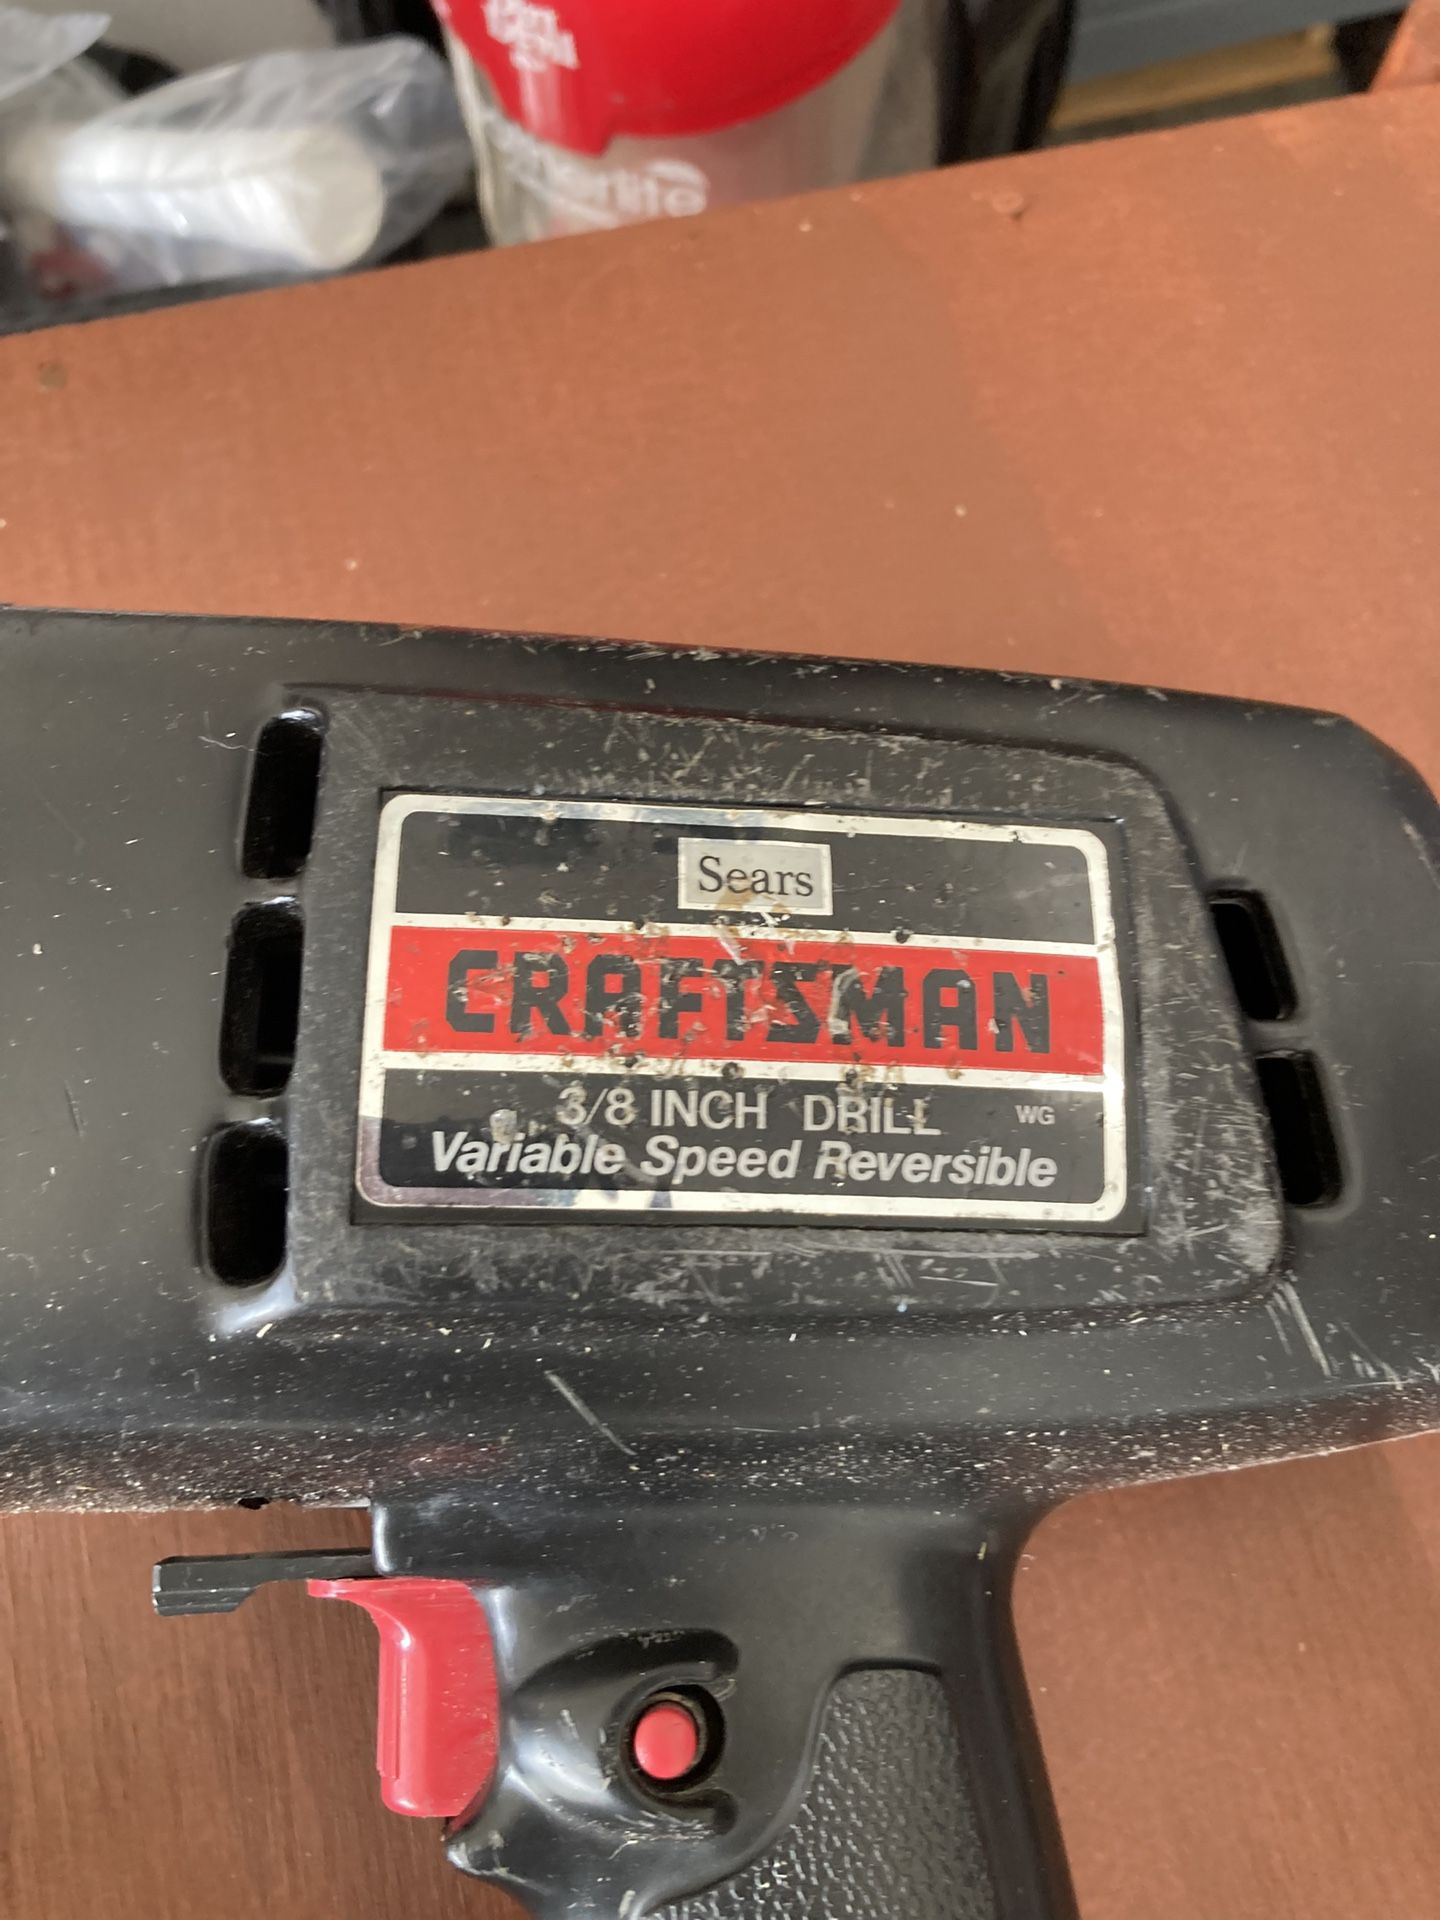 Sears
CRAFTSMAN
3/8 INCH DRILL WG
Variable Speed Reversible